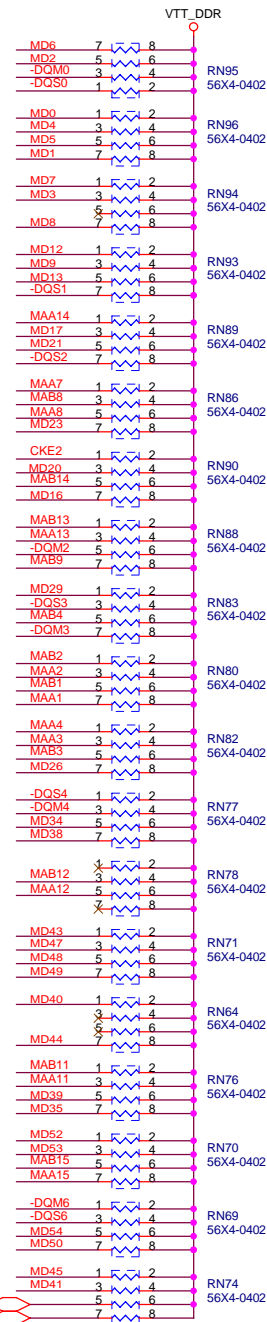 VTT_DDR
MD6 7 8
MD2 5 6
-DQM0 3 4 RN95
-DQS0 1 2 56X4-0402
MD0 1 2
MD4 3 4 RN96
MD5 5 6 56X4-0402
MD1 7 8
MD7 1 2
MD3 3 4 RN94
5 6 56X4-0402
MD8 7 8
MD12 1 2
MD9 3 4 RN93
MD13 5 6 56X4-0402
-DQS1 7 8
MAA14 1 2
MD17 3 4 RN89
MD21 5 6 56X4-0402
-DQS2 7 8
MAA7 1 2
MAB8 3 4 RN86
MAA8 5 6 56X4-0402
MD23 7 8
CKE2 1 2
MD20 3 4 RN90
MAB14 5 6 56X4-0402
MD16 7 8
MAB13 1 2
MAA13 3 4 RN88
-DQM2 5 6 56X4-0402
MAB9 7 8
MD29 1 2
-DQS3 3 4 RN83
MAB4 5 6 56X4-0402
-DQM3 7 8
MAB2 1 2
MAA2 3 4 RN80
MAB1 5 6 56X4-0402
MAA1 7 8
MAA4 1 2
MAA3 3 4 RN82
MAB3 5 6 56X4-0402
MD26 7 8
-DQS4 1 2
-DQM4 3 4 RN77
MD34 5 6 56X4-0402
MD38 7 8
1 2
MAB12 3 4 RN78
MAA12 5 6 56X4-0402
7 8
MD43 1 2
MD47 3 4 RN71
MD48 5 6 56X4-0402
MD49 7 8
MD40 1 2
3 4 RN64
5 6 56X4-0402
MD44 7 8
MAB11 1 2
MAA11 3 4 RN76
MD39 5 6 56X4-0402
MD35 7 8
MD52 1 2
MD53 3 4 RN70
MAB15 5 6 56X4-0402
MAA15 7 8
-DQM6 1 2
-DQS6 3 4 RN69
MD54 5 6 56X4-0402
MD50 7 8
MD45 1 2
MD41 3 4 RN74
5 6 56X4-0402
7 8